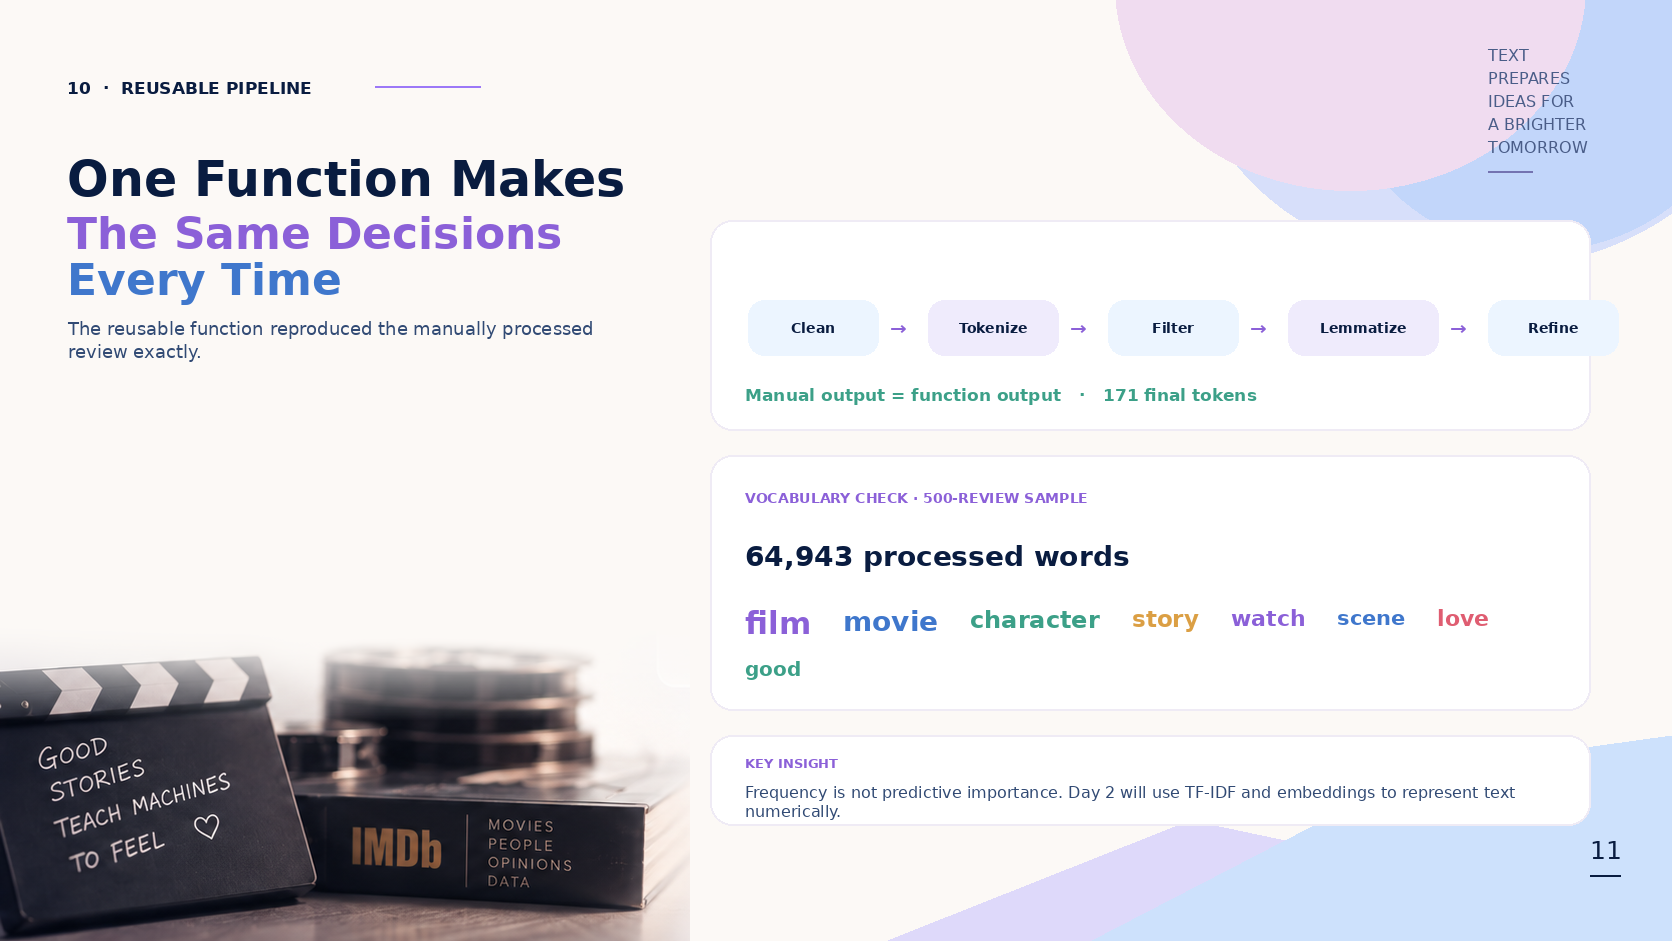 10 · REUSABLE PIPELINE
One Function Makes
The Same Decisions
Every Time
The reusable function reproduced the manually processed
review exactly.
TEXT
PREPARES
IDEAS FOR
A BRIGHTER
TOMORROW
Clean → Tokenize → Filter → Lemmatize → Refine
Manual output = function output · 171 final tokens
VOCABULARY CHECK · 500-REVIEW SAMPLE
64,943 processed words
film movie character story watch scene love
good
KEY INSIGHT
Frequency is not predictive importance. Day 2 will use TF-IDF and embeddings to represent text
numerically.
GOOD
STORIES
TEACH MACHINES
TO FEEL ♡
IMDb
MOVIES
PEOPLE
OPINIONS
DATA
11